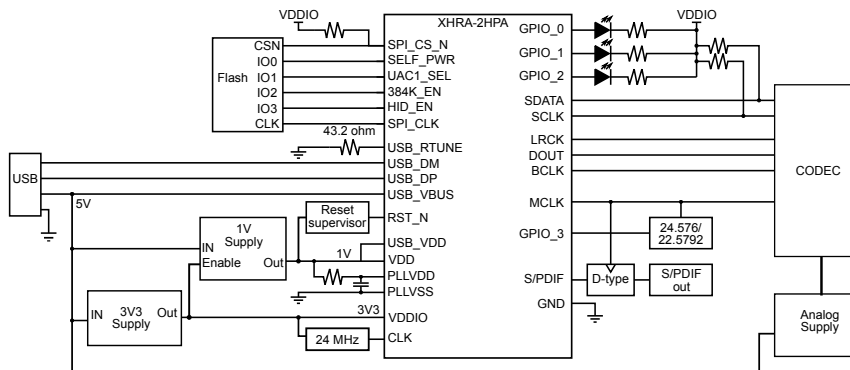 VDDIO
XHRA-2HPA
VDDIO
Flash
CSN
IO0
IO1
IO2
IO3
CLK
SPI_CS_N
SELF_PWR
UAC1_SEL
384K_EN
HID_EN
SPI_CLK
43.2 ohm
USB_RTUNE
USB_DM
USB_DP
USB_VBUS
USB
5V
RST_N
Reset
supervisor
1V
Supply
IN
Enable
Out
1V
USB_VDD
VDD
PLLVDD
PLLVSS
3V3
Supply
IN
Out
3V3
VDDIO
CLK
24 MHz
GPIO_0
GPIO_1
GPIO_2
SDATA
SCLK
LRCK
DOUT
BCLK
MCLK
GPIO_3
S/PDIF
GND
CODEC
24.576/
22.5792
D-type
S/PDIF
out
Analog
Supply